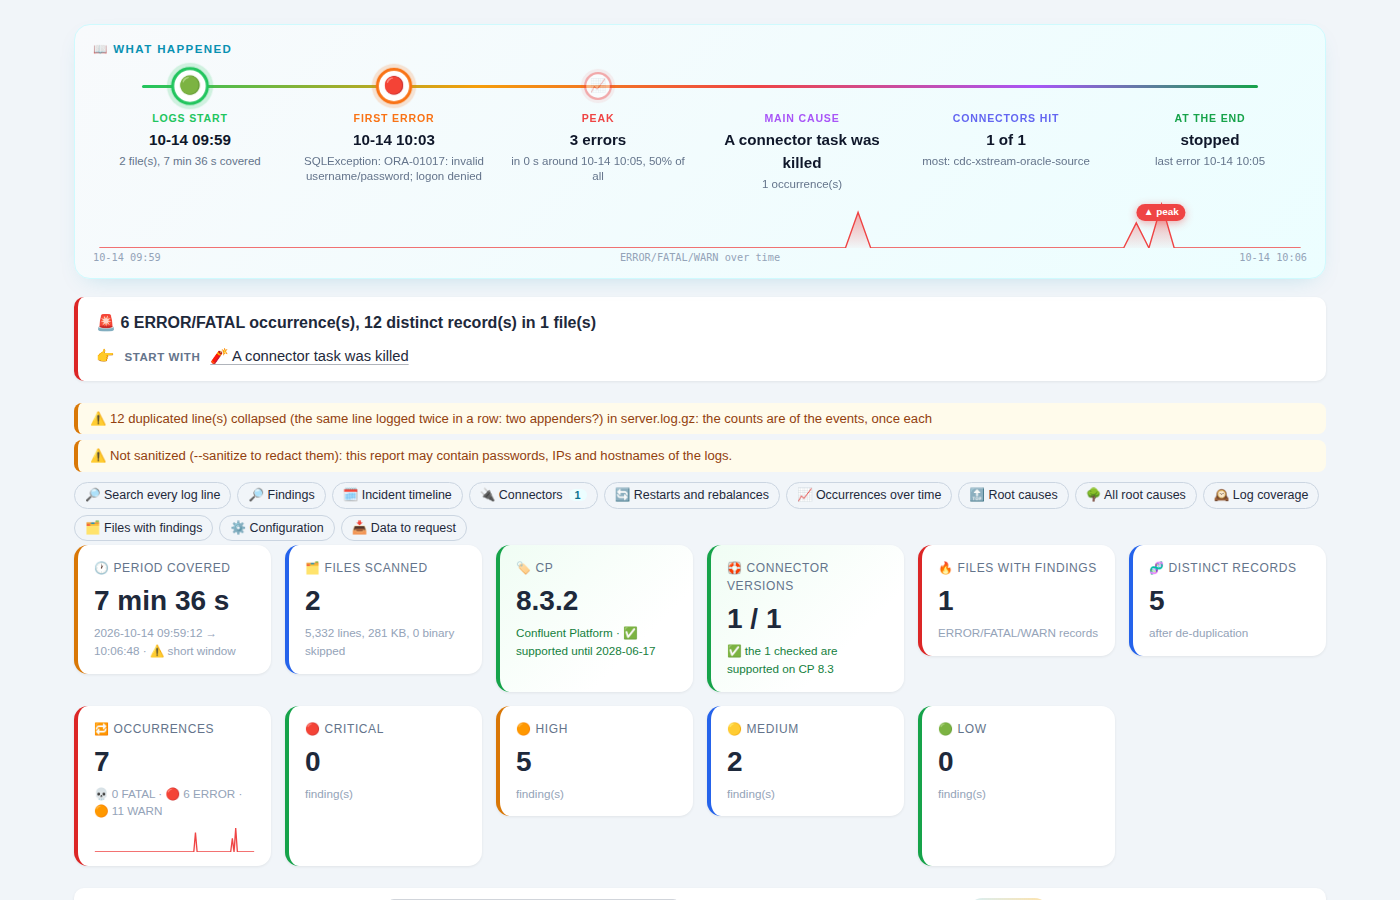 📖 WHAT HAPPENED
LOGS START
10-14 09:59
2 file(s), 7 min 36 s covered
FIRST ERROR
10-14 10:03
SQLException: ORA-01017: invalid
username/password; logon denied
PEAK
3 errors
in 0 s around 10-14 10:05, 50% of
all
MAIN CAUSE
A connector task was
killed
1 occurrence(s)
CONNECTORS HIT
1 of 1
most: cdc-xstream-oracle-source
AT THE END
stopped
last error 10-14 10:05
▲ peak
10-14 09:59
ERROR/FATAL/WARN over time
10-14 10:06
🚨 6 ERROR/FATAL occurrence(s), 12 distinct record(s) in 1 file(s)
👉 START WITH 🧨 A connector task was killed
⚠️ 12 duplicated line(s) collapsed (the same line logged twice in a row: two appenders?) in server.log.gz: the counts are of the events, once each
⚠️ Not sanitized (--sanitize to redact them): this report may contain passwords, IPs and hostnames of the logs.
🔎 Search every log line
🔎 Findings
🗓️ Incident timeline
🔌 Connectors 1
🔄 Restarts and rebalances
📈 Occurrences over time
⬆️ Root causes
🌳 All root causes
🕰️ Log coverage
🗂️ Files with findings
⚙️ Configuration
📥 Data to request
🕐 PERIOD COVERED
7 min 36 s
2026-10-14 09:59:12 →
10:06:48 · ⚠️ short window
🗂️ FILES SCANNED
2
5,332 lines, 281 KB, 0 binary
skipped
🏷️ CP
8.3.2
Confluent Platform · ✅
supported until 2028-06-17
🛟 CONNECTOR
VERSIONS
1 / 1
✅ the 1 checked are
supported on CP 8.3
🔥 FILES WITH FINDINGS
1
ERROR/FATAL/WARN records
🧬 DISTINCT RECORDS
5
after de-duplication
🔁 OCCURRENCES
7
💀 0 FATAL · 🔴 6 ERROR ·
🟠 11 WARN
🔴 CRITICAL
0
finding(s)
🟠 HIGH
5
finding(s)
🟡 MEDIUM
2
finding(s)
🟢 LOW
0
finding(s)